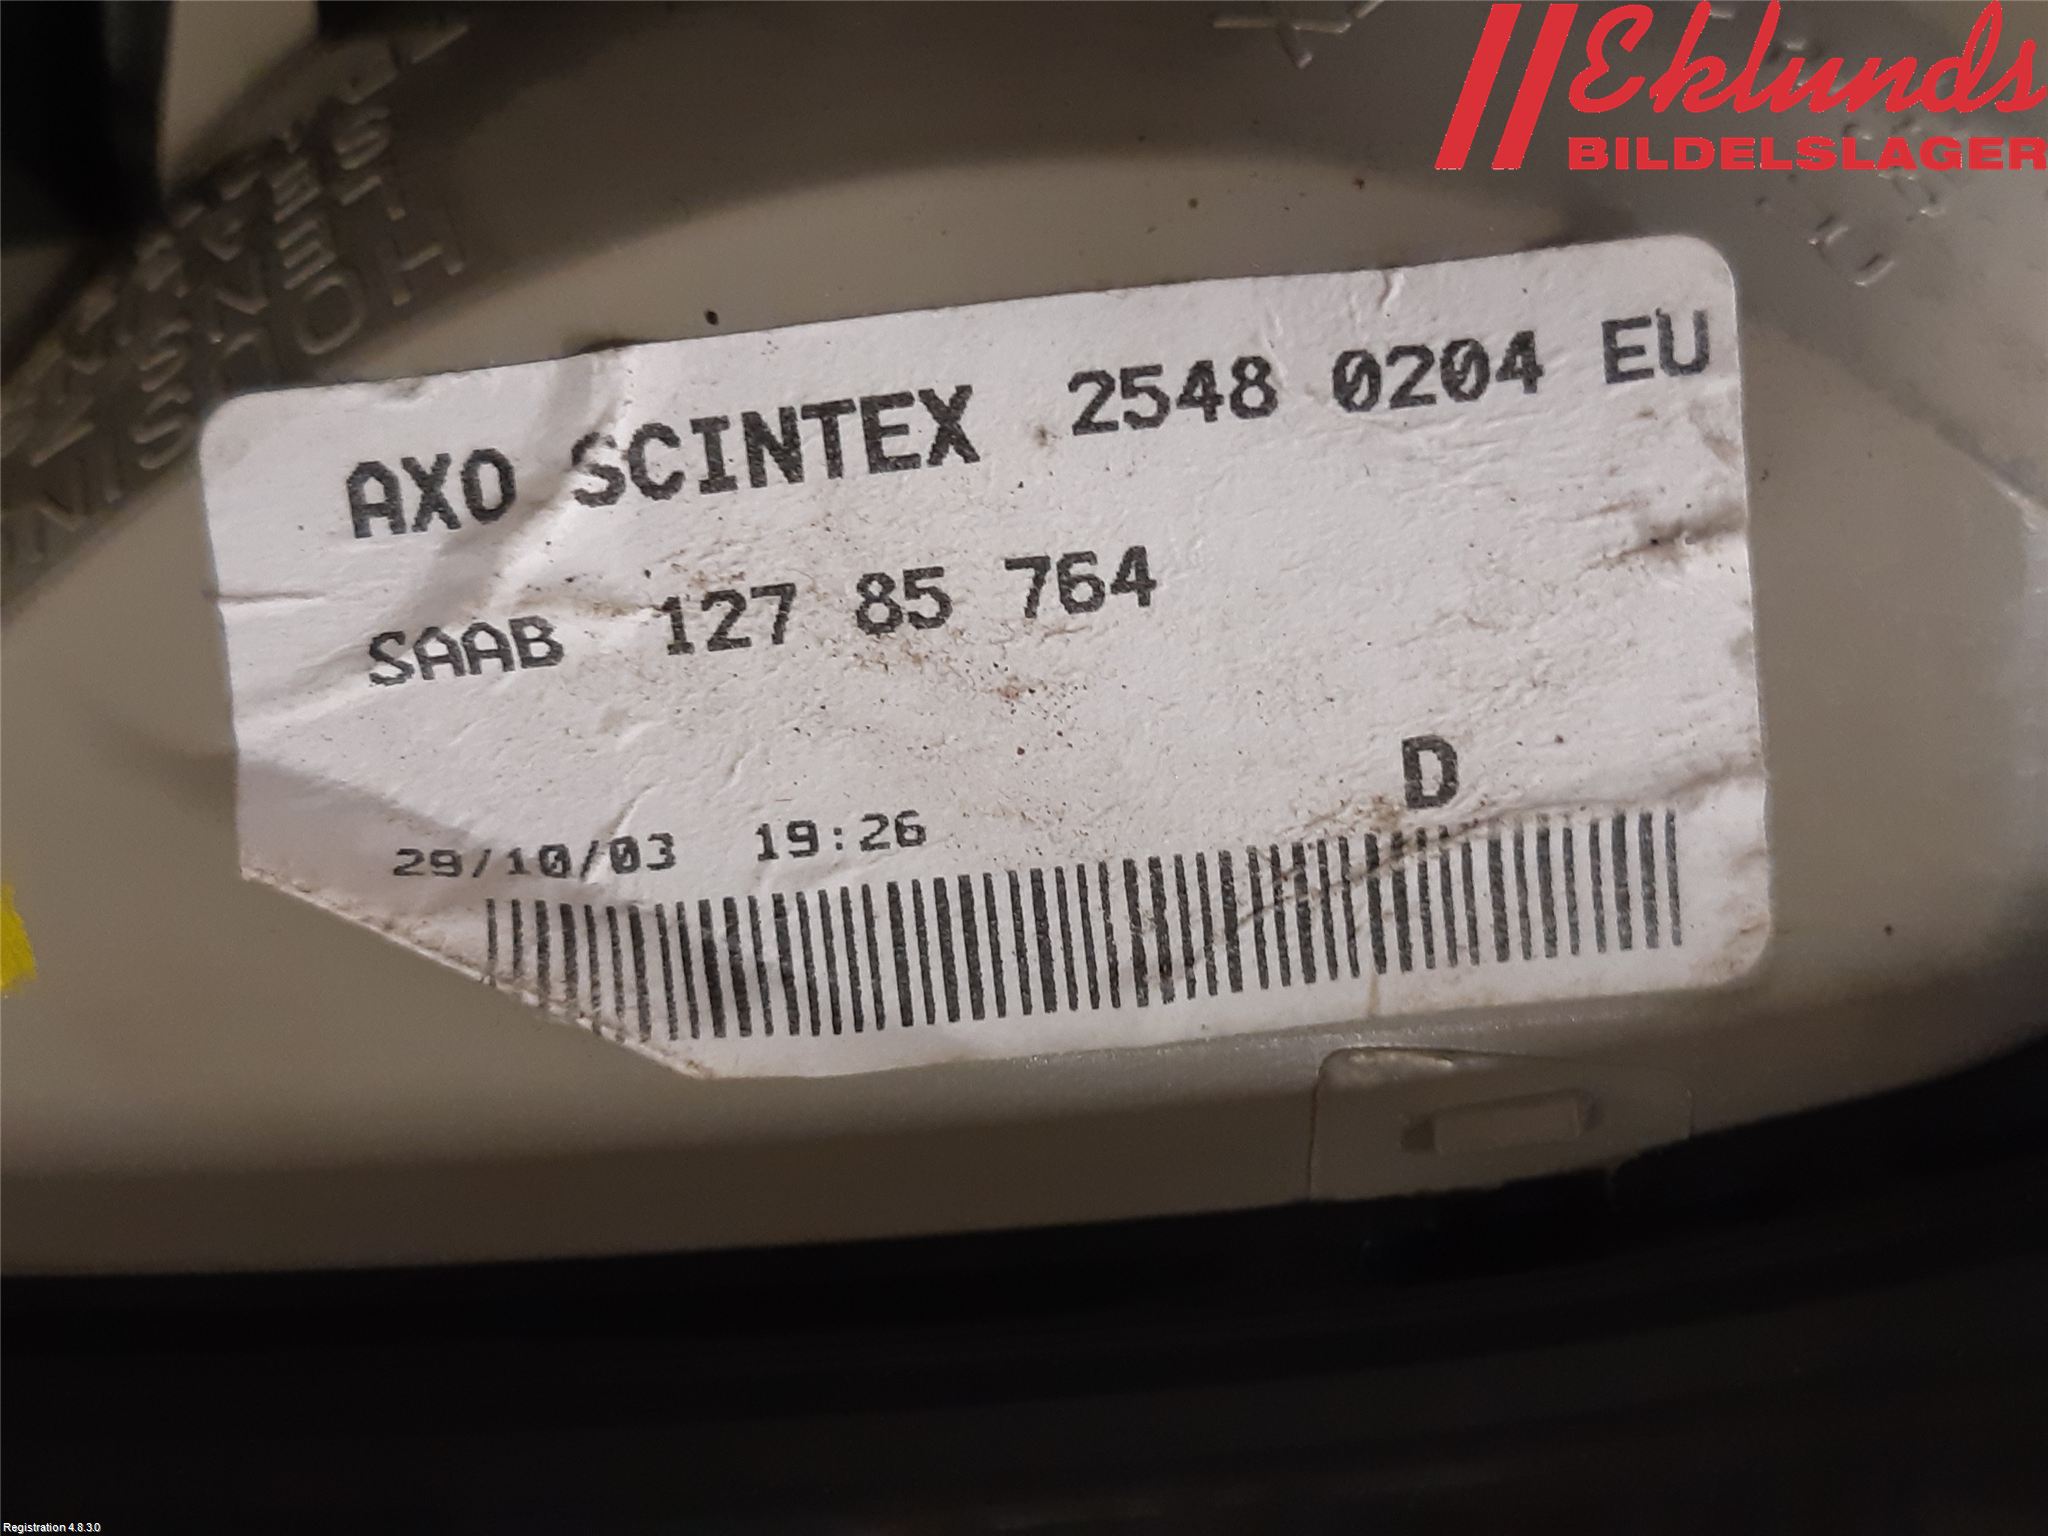 Eklunds
BILDELSLAGER
AXO SCINTEX 2548 0204 EU
SAAB 127 85 764
D
29/10/03 19:26
Registration 4.8.3.0